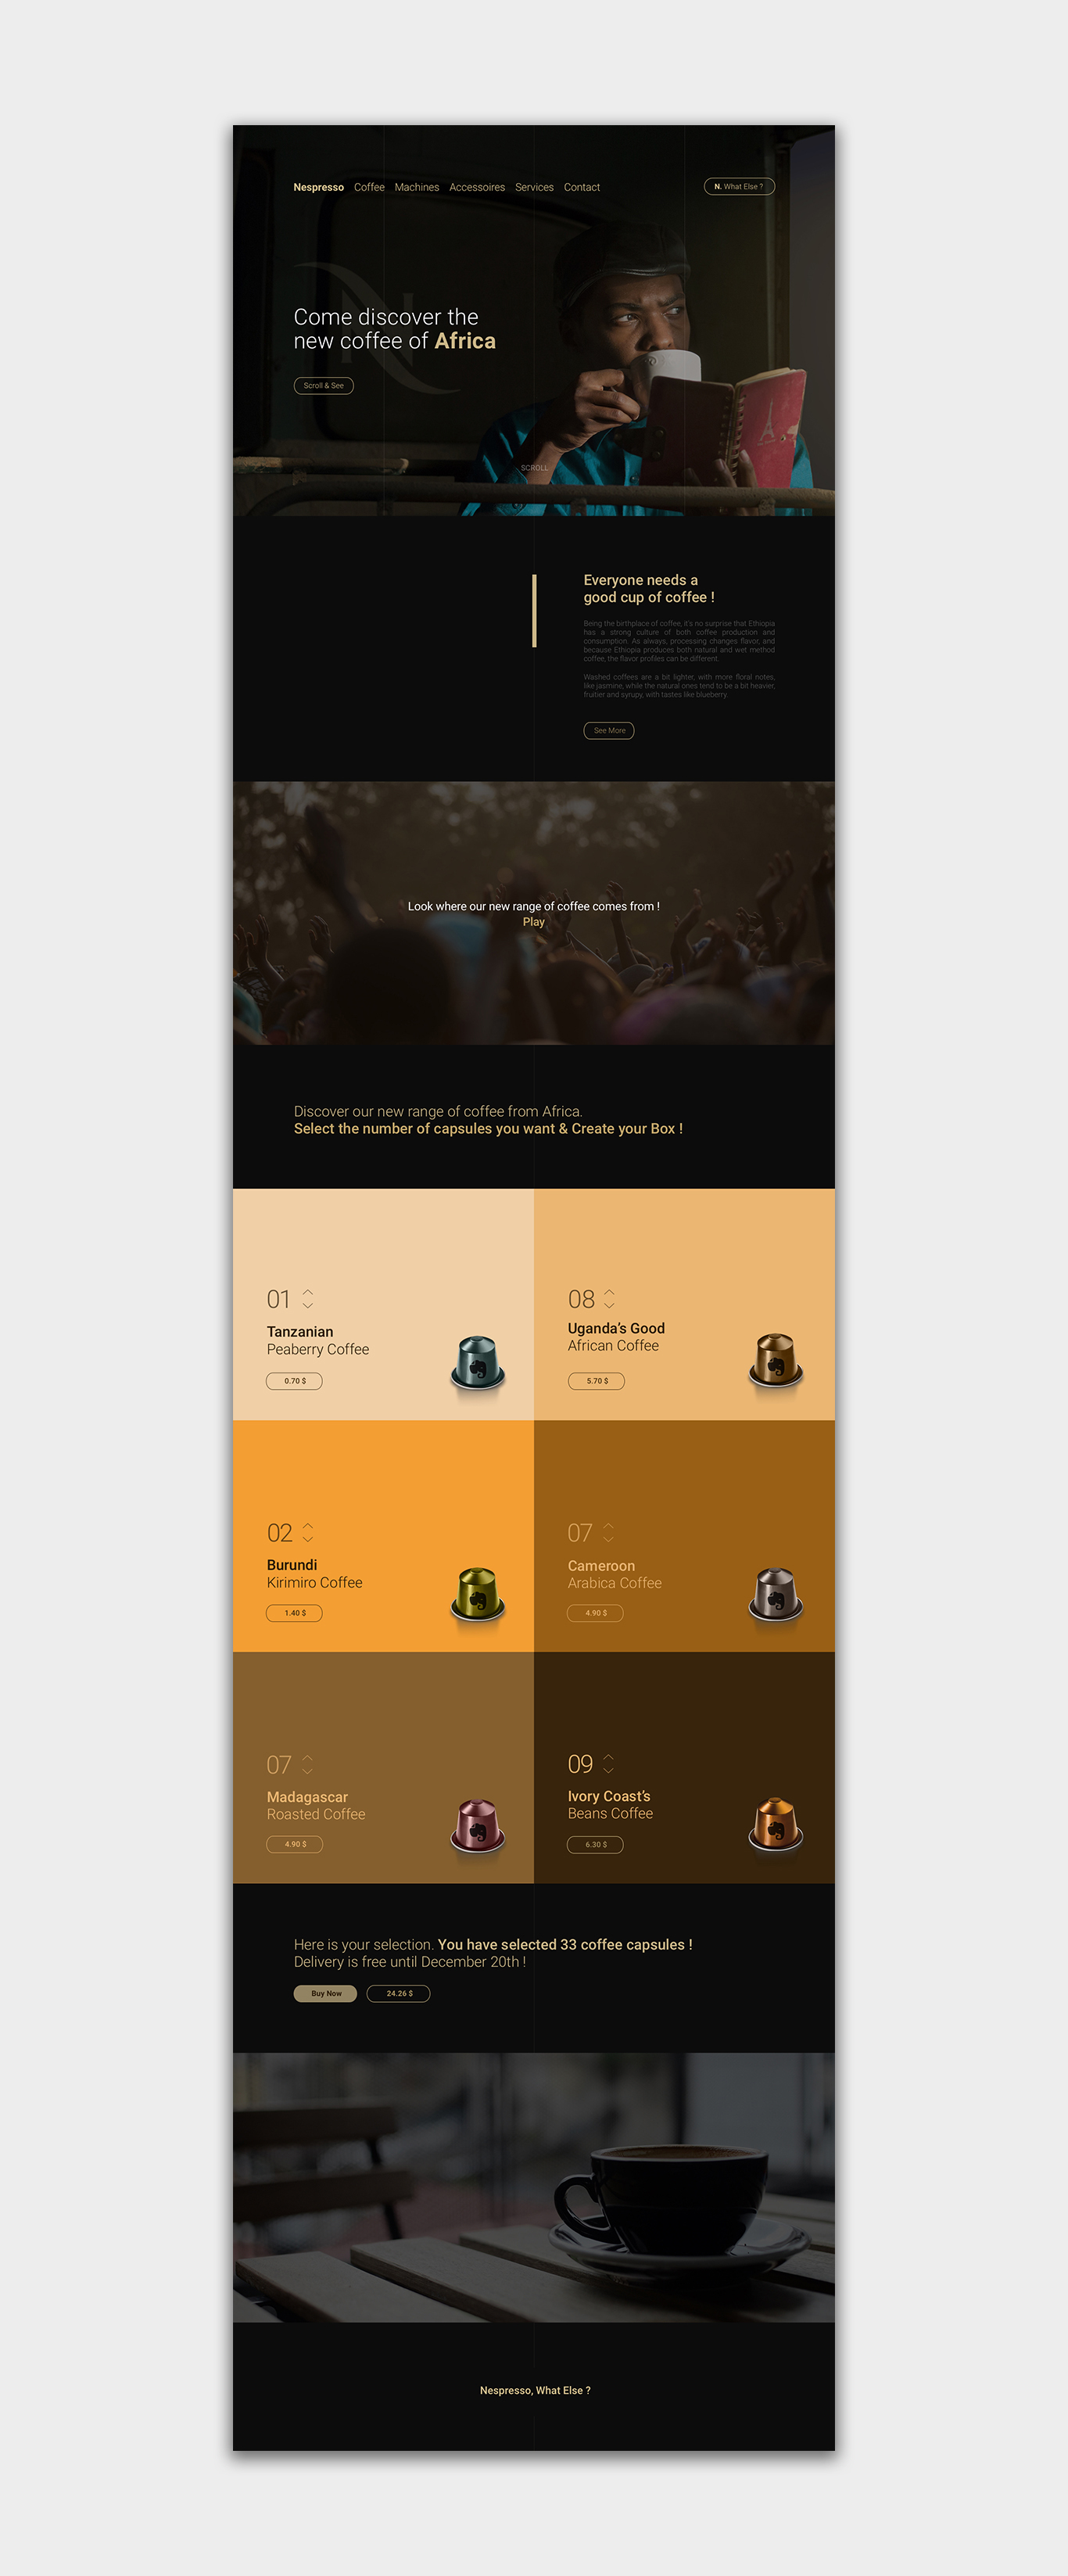 Nespresso Coffee Machines Accessoires Services Contact
N. What Else ?
Come discover the
new coffee of Africa
Scroll & See
SCROLL
Everyone needs a
good cup of coffee !
Being the birthplace of coffee, it's no surprise that Ethiopia
has a strong culture of both coffee production and
consumption. As always, processing changes flavor, and
because Ethiopia produces both natural and wet method
coffee, the flavor profiles can be different.
Washed coffees are a bit lighter, with more floral notes,
like jasmine, while the natural ones tend to be a bit heavier,
fruitier and syrupy, with tastes like blueberry.
See More
Look where our new range of coffee comes from !
Play
Discover our new range of coffee from Africa.
Select the number of capsules you want & Create your Box !
01
Tanzanian
Peaberry Coffee
0.70 $
08
Uganda's Good
African Coffee
5.70 $
02
Burundi
Kirimiro Coffee
1.40 $
07
Cameroon
Arabica Coffee
4.90 $
07
Madagascar
Roasted Coffee
4.90 $
09
Ivory Coast's
Beans Coffee
6.30 $
Here is your selection. You have selected 33 coffee capsules !
Delivery is free until December 20th !
Buy Now
24.26 $
Nespresso, What Else ?